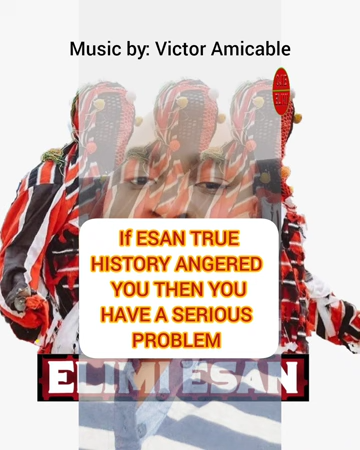 Music by: Victor Amicable
If ESAN TRUE
HISTORY ANGERED
YOU THEN YOU
HAVE A SERIOUS
PROBLEM
ELIMI ESAN